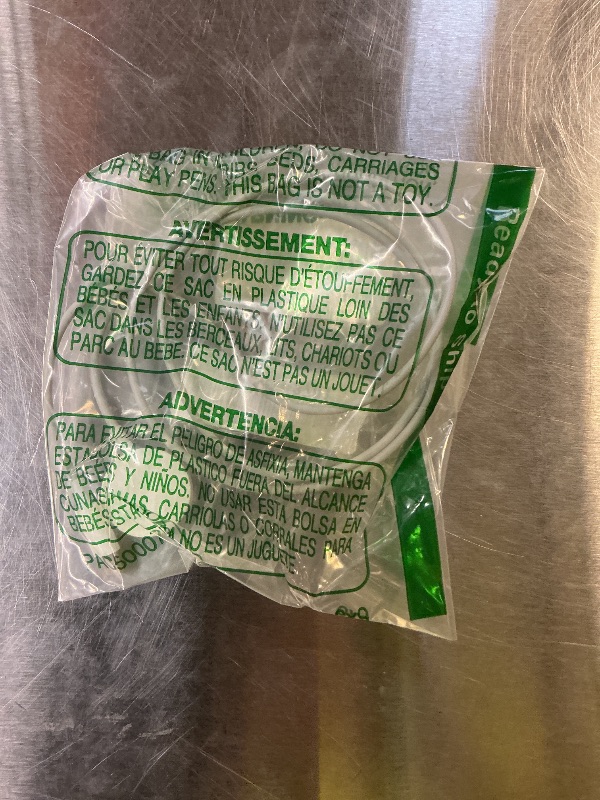 BAG IN CARRIAGES
OR PLAY PENS. THIS BAG IS NOT A TOY.
AVERTISSEMENT:
POUR ÉVITER TOUT RISQUE D'ÉTOUFFEMENT,
GARDEZ CE SAC EN PLASTIQUE LOIN DES
BÉBÉS ET LES ENFANTS. N'UTILISEZ PAS CE
SAC DANS LES BERCEAUX, LITS, CHARIOTS OU
PARC AU BEBE. CE SAC N'EST PAS UN JOUET.
ADVERTENCIA:
PARA EVITAR EL PELIGRO DE ASFIXIA, MANTENGA
ESTA BOLSA DE PLASTICO FUERA DEL ALCANCE
DE BEBÉS Y NIÑOS. NO USAR ESTA BOLSA EN
CUNAS, CAMAS, CARRIOLAS O CORRALES PARA
BEBÉS. NO ES UN JUGUETE.
Ready to ship